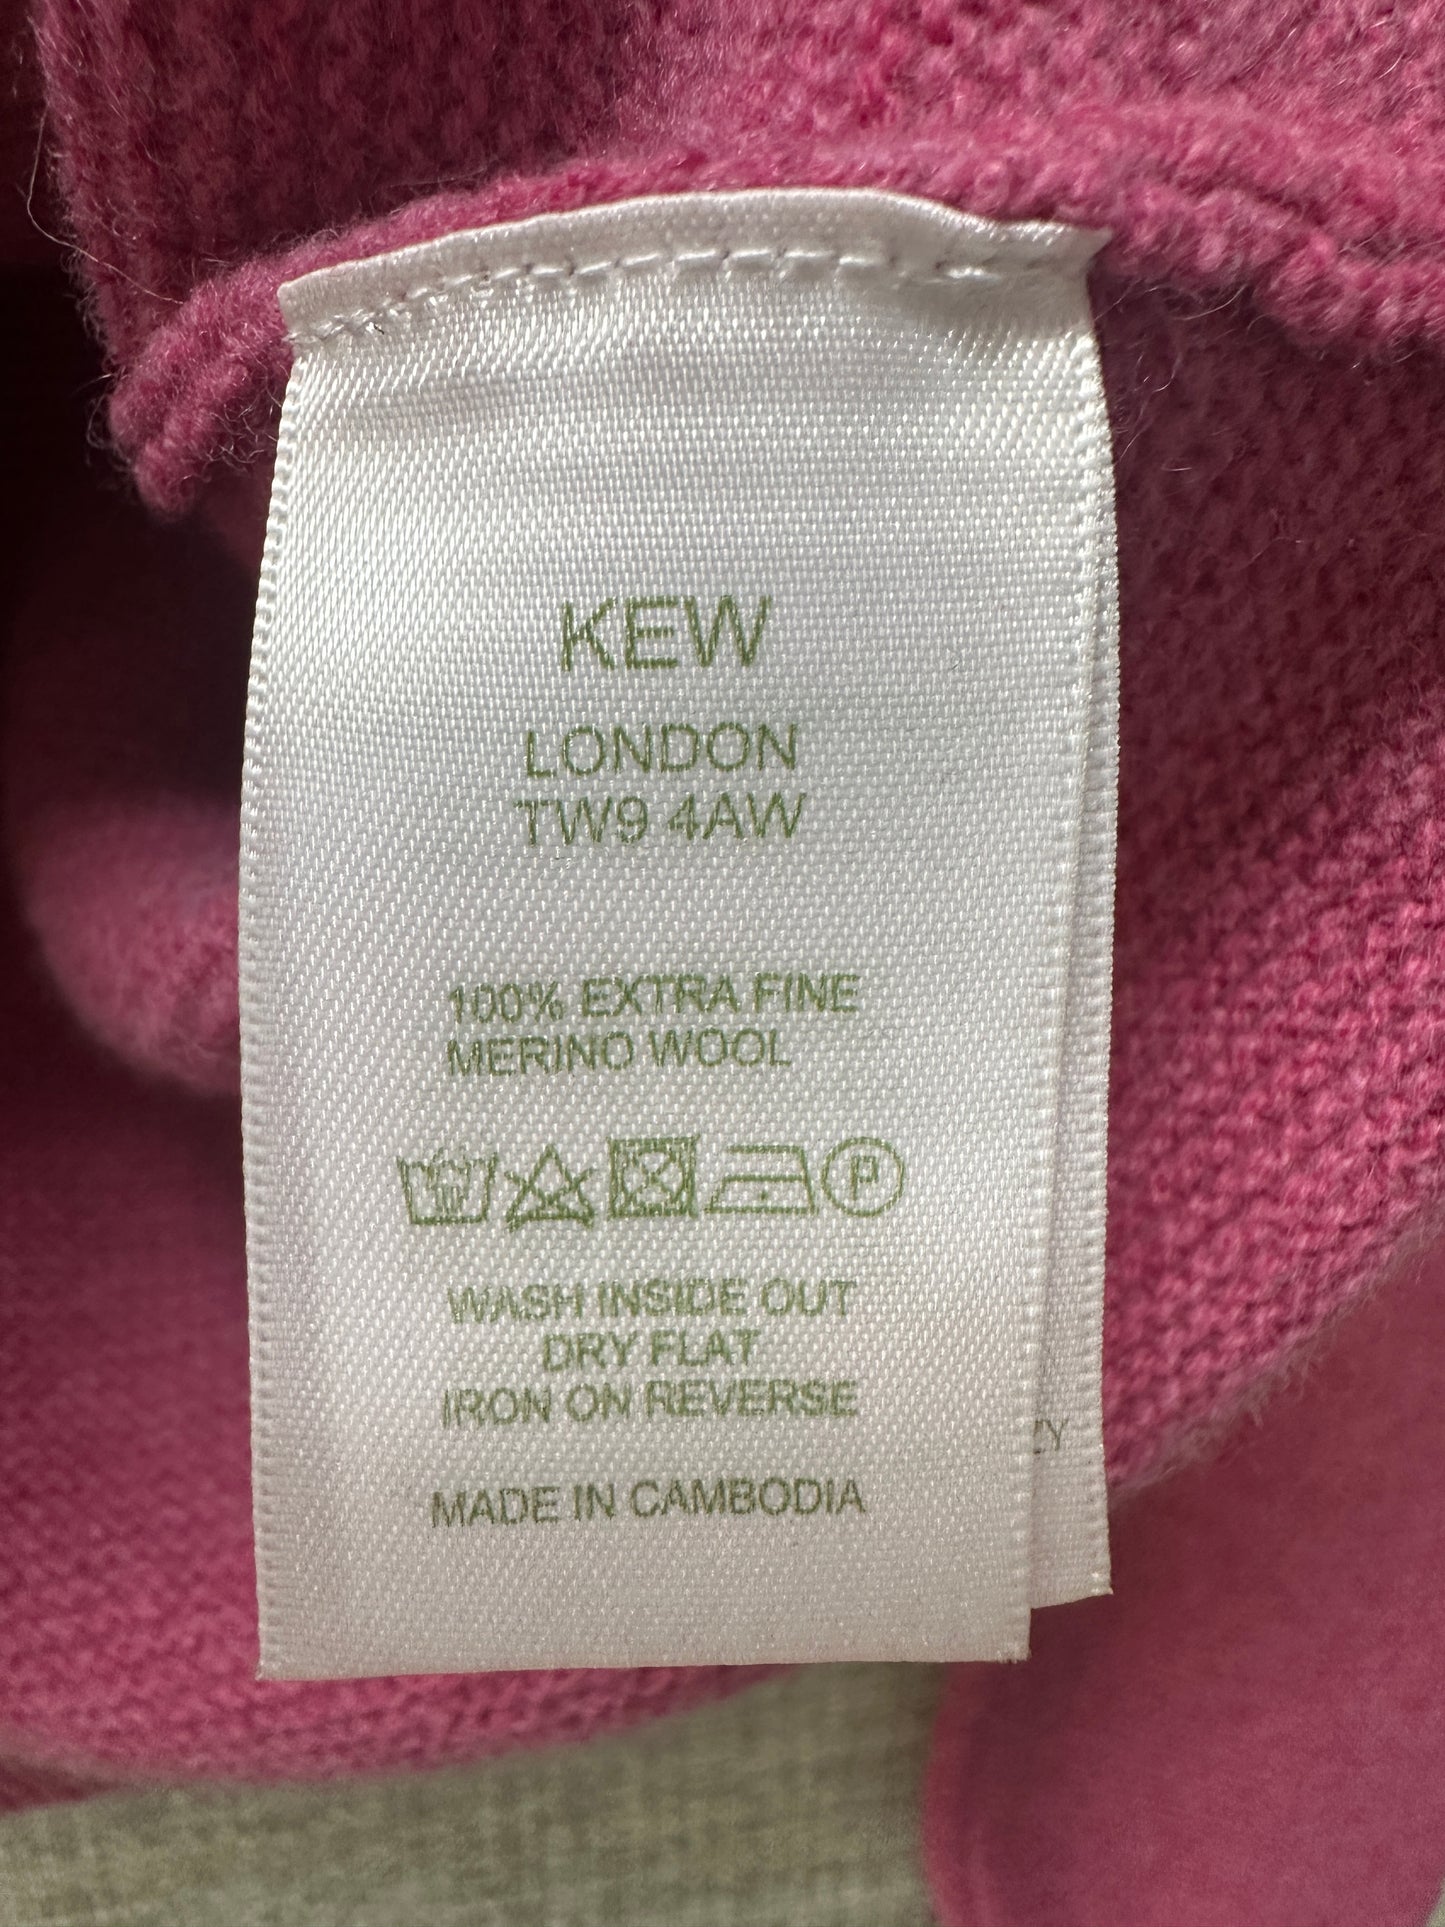 KEW
LONDON
TW9 4AW
100% EXTRA FINE
MERINO WOOL
P
WASH INSIDE OUT
DRY FLAT
IRON ON REVERSE
MADE IN CAMBODIA